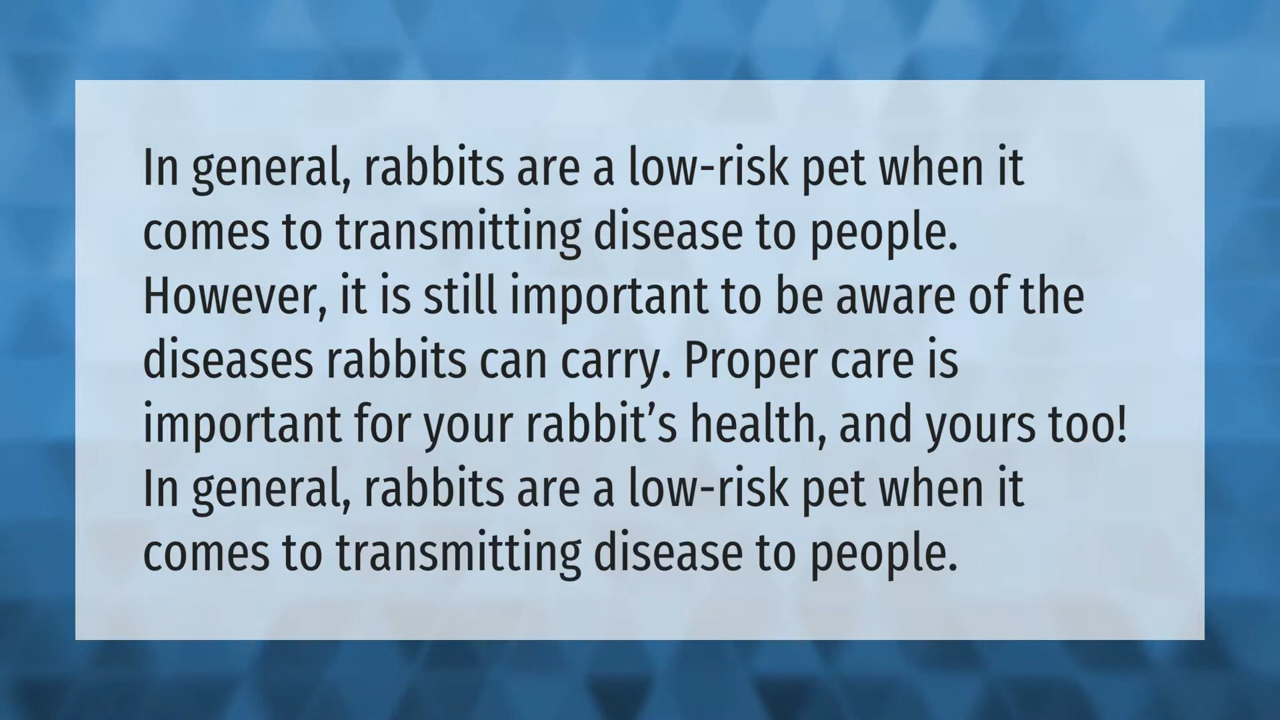 In general, rabbits are a low-risk pet when it
comes to transmitting disease to people.
However, it is still important to be aware of the
diseases rabbits can carry. Proper care is
important for your rabbit’s health, and yours too!
In general, rabbits are a low-risk pet when it
comes to transmitting disease to people.